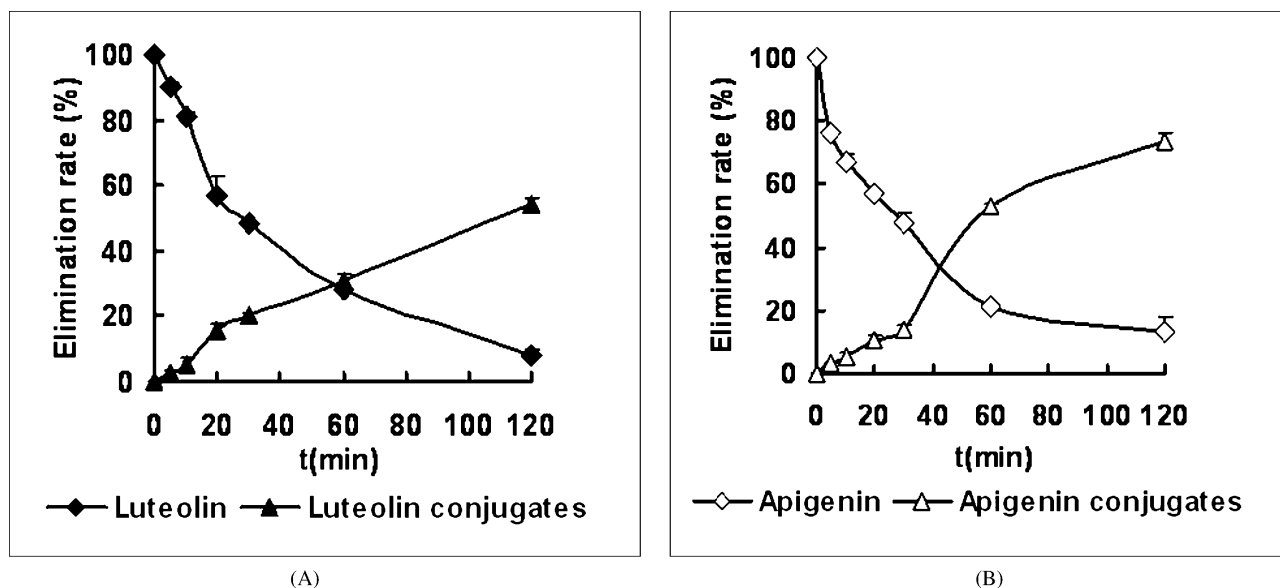 Elimination rate (%)
100
80
60
40
20
0
0 20 40 60 80 100 120
t(min)
Luteolin Luteolin conjugates
(A)
Elimination rate (%)
100
80
60
40
20
0
0 20 40 60 80 100 120
t(min)
Apigenin Apigenin conjugates
(B)